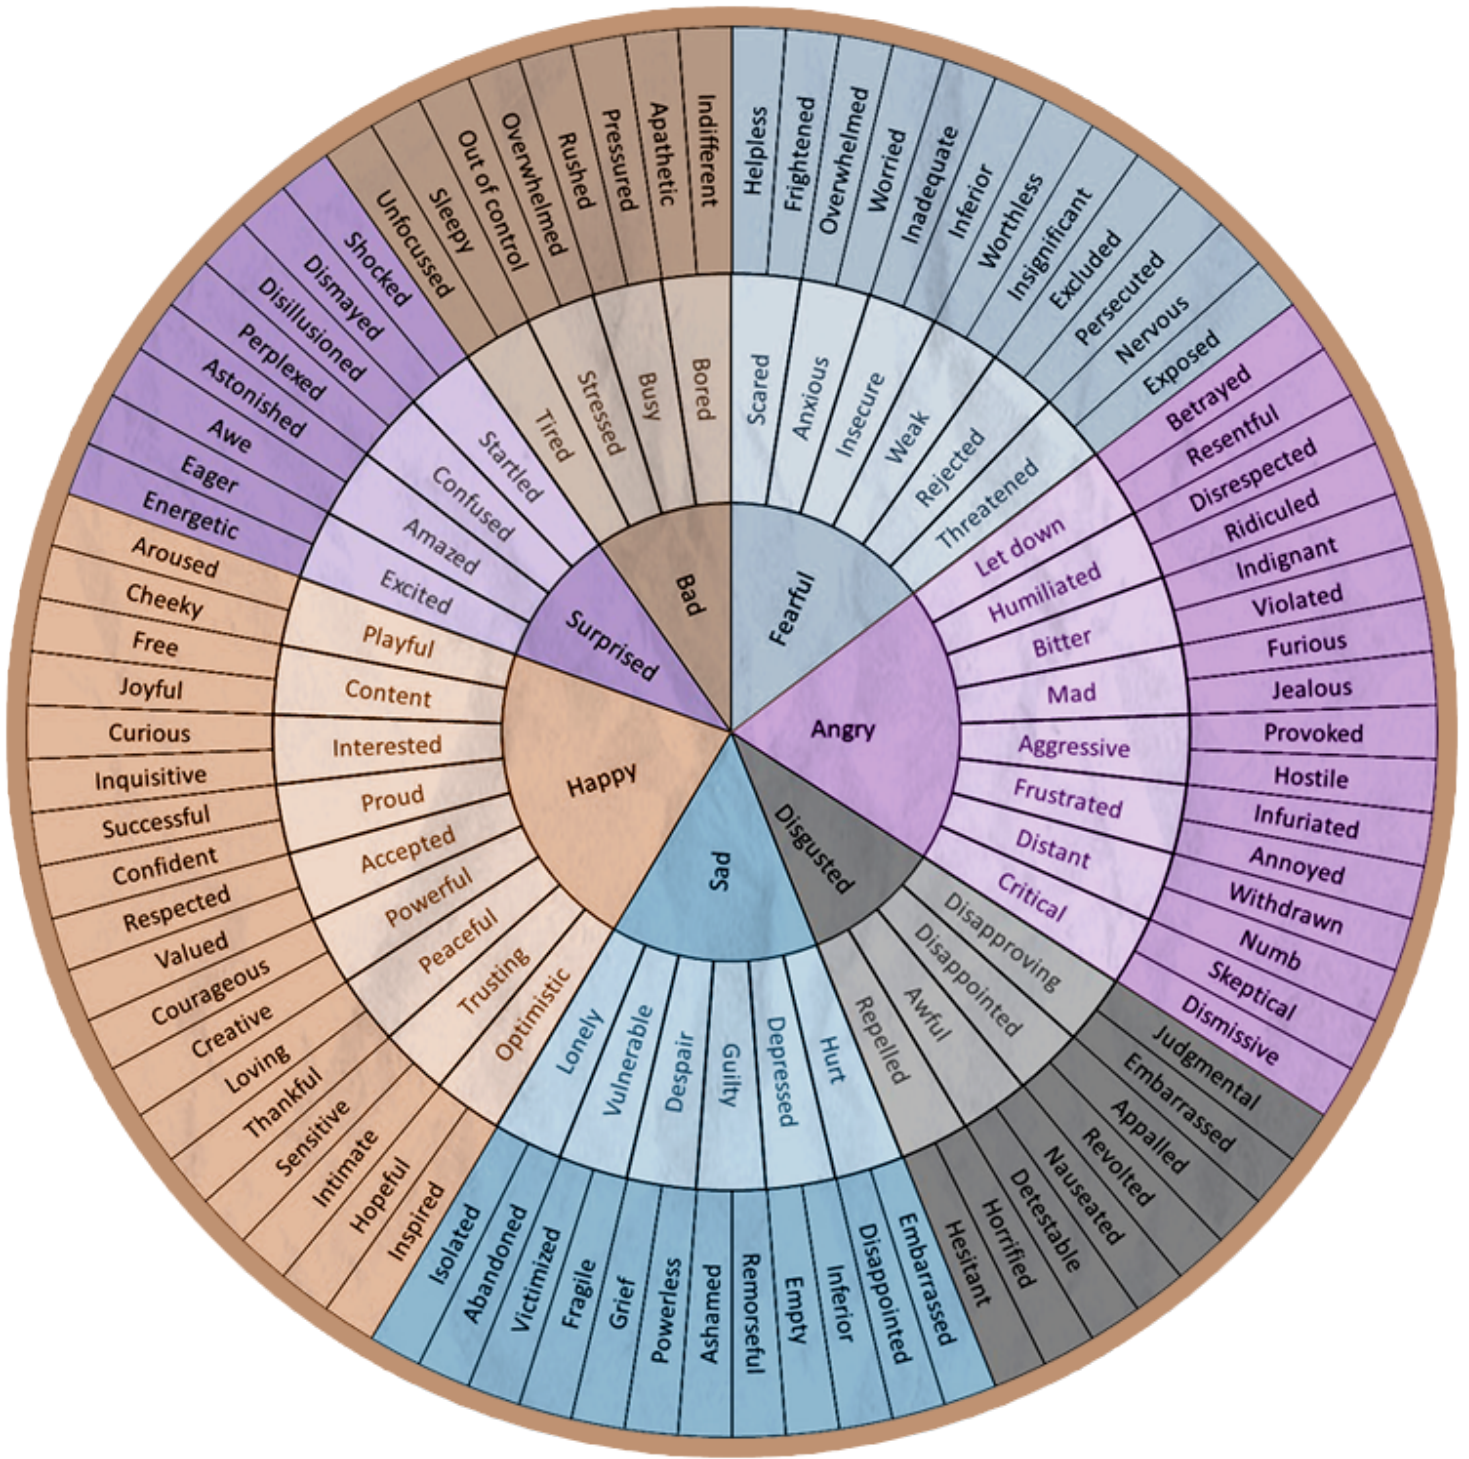 Fearful
Angry
Disgusted
Sad
Happy
Surprised
Bad
Scared
Anxious
Insecure
Weak
Rejected
Threatened
Let down
Humiliated
Bitter
Mad
Aggressive
Frustrated
Distant
Critical
Disapproving
Disappointed
Awful
Repelled
Hurt
Depressed
Guilty
Despair
Vulnerable
Lonely
Optimistic
Trusting
Peaceful
Powerful
Accepted
Proud
Interested
Content
Playful
Excited
Amazed
Confused
Startled
Tired
Stressed
Busy
Bored
Helpless
Frightened
Overwhelmed
Worried
Inadequate
Inferior
Worthless
Insignificant
Excluded
Persecuted
Nervous
Exposed
Betrayed
Resentful
Disrespected
Ridiculed
Indignant
Violated
Furious
Jealous
Provoked
Hostile
Infuriated
Annoyed
Withdrawn
Numb
Skeptical
Dismissive
Judgmental
Embarrassed
Appalled
Revolted
Nauseated
Detestable
Horrified
Hesitant
Embarrassed
Disappointed
Inferior
Empty
Remorseful
Ashamed
Powerless
Grief
Fragile
Victimized
Abandoned
Isolated
Inspired
Hopeful
Intimate
Sensitive
Thankful
Loving
Creative
Courageous
Valued
Respected
Confident
Successful
Inquisitive
Curious
Joyful
Free
Cheeky
Aroused
Energetic
Eager
Awe
Astonished
Perplexed
Disillusioned
Dismayed
Shocked
Unfocussed
Sleepy
Out of control
Overwhelmed
Rushed
Pressured
Apathetic
Indifferent